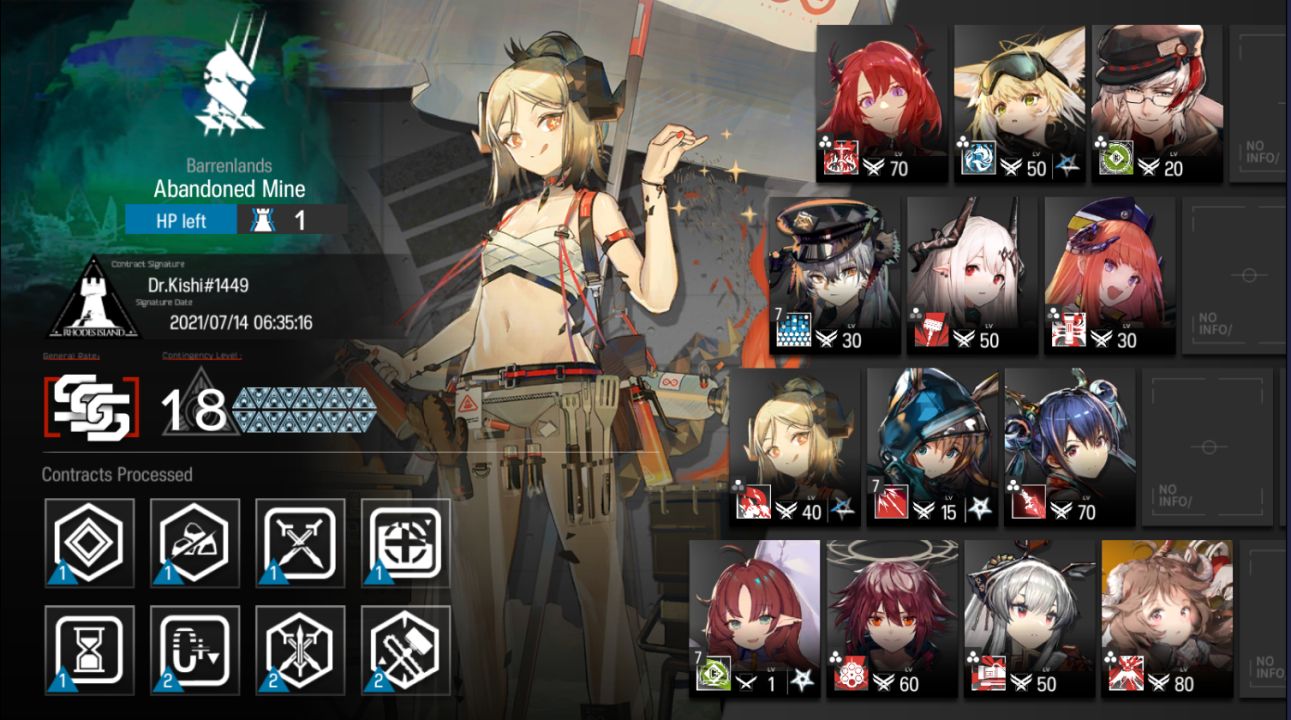 Barrenlands
Abandoned Mine
HP left 1
Contract Signature
Dr.Kishi#1449
Signature Date
2021/07/14 06:35:16
RHODES ISLAND
General Rate:
Contingency Level:
18
Contracts Processed
1 1 1 1
1 2 2 2
LV 70
LV 50
LV 20
NO INFO/
7 LV 30
LV 50
LV 30
NO INFO/
LV 40
7 LV 15
LV 70
NO INFO/
7 LV 1
LV 60
LV 50
LV 80
NO INFO